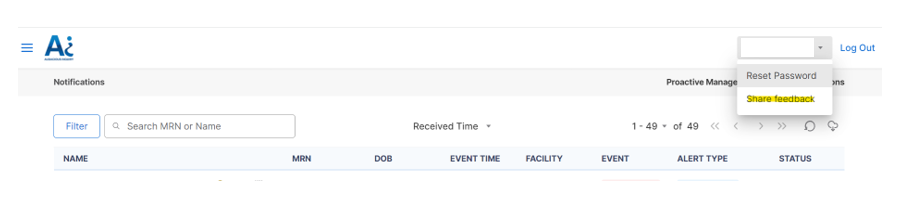 Ai
Log Out
Reset Password
Notifications
Proactive Manage
ons
Share feedback
Filter
Search MRN or Name
Received Time
1 - 49 of 49
NAME MRN DOB EVENT TIME FACILITY EVENT ALERT TYPE STATUS